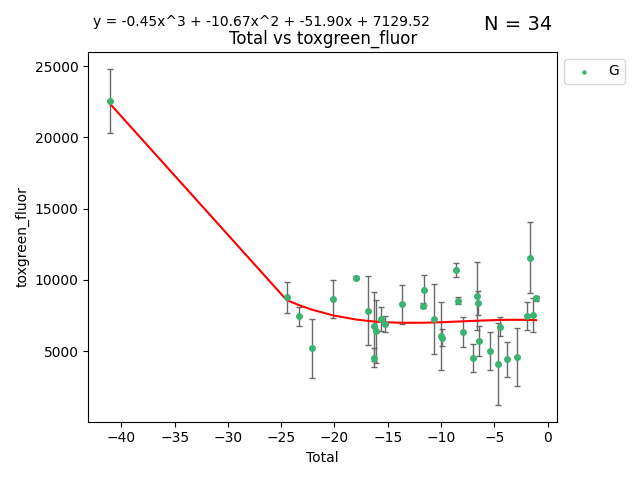 y = -0.45x^3 + -10.67x^2 + -51.90x + 7129.52
N = 34
Total vs toxgreen_fluor
G
25000
20000
15000
10000
5000
toxgreen_fluor
−40 −35 −30 −25 −20 −15 −10 −5 0
Total